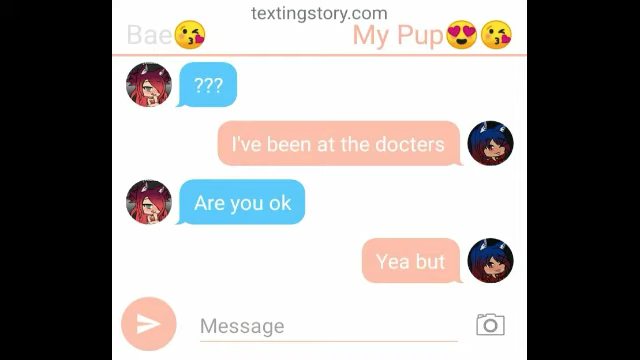 textingstory.com
Bae😘 My Pup😍😘
???
I've been at the docters
Are you ok
Yea but
Message